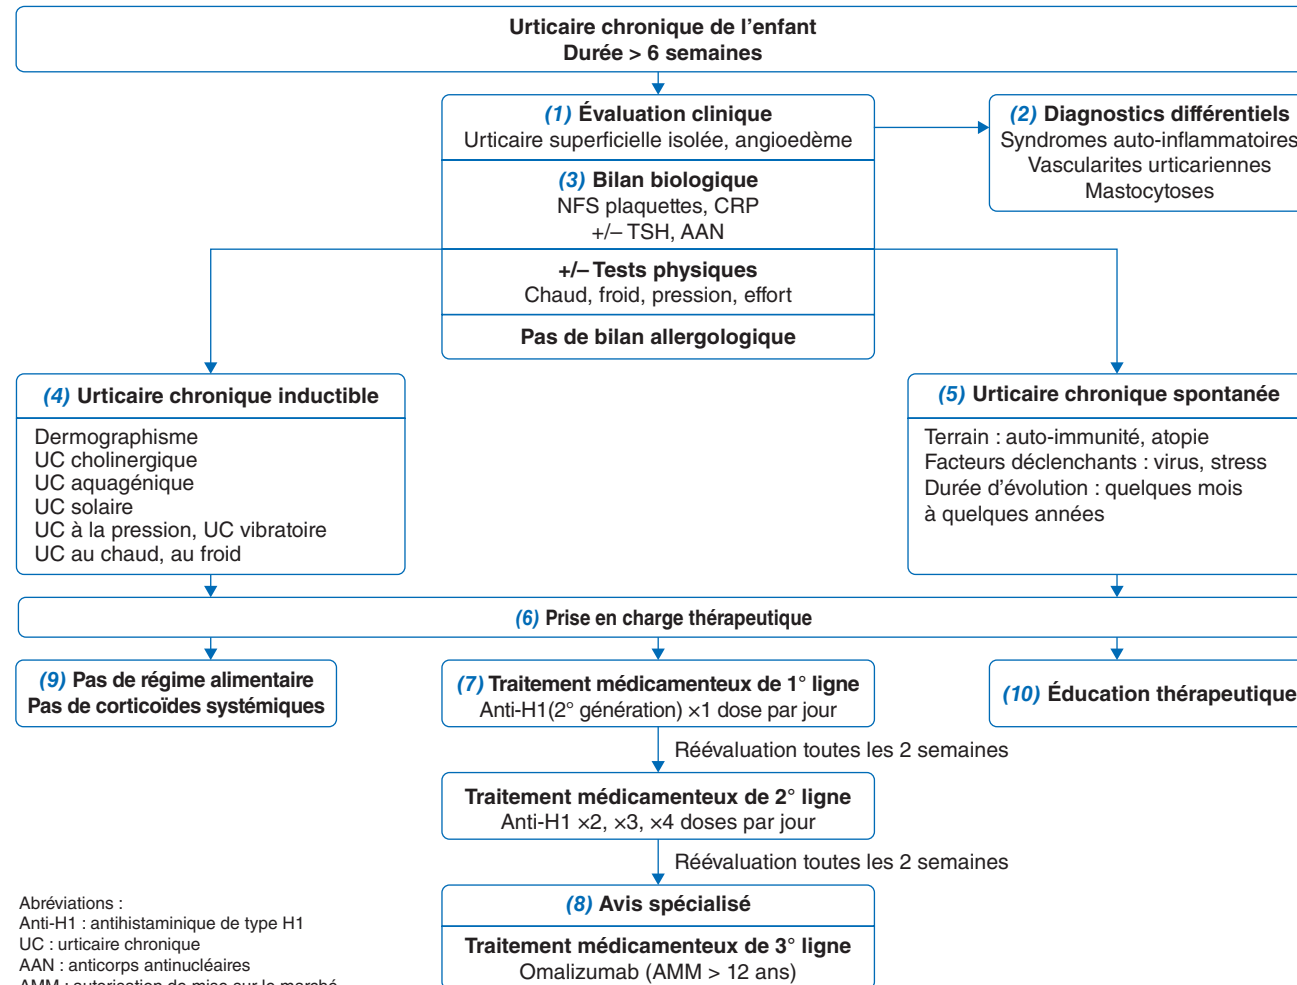 Urticaire chronique de l'enfant
Durée > 6 semaines
(1) Évaluation clinique
Urticaire superficielle isolée, angioedème
(2) Diagnostics différentiels
Syndromes auto-inflammatoires
Vascularites urticariennes
Mastocytoses
(3) Bilan biologique
NFS plaquettes, CRP
+/– TSH, AAN
+/– Tests physiques
Chaud, froid, pression, effort
Pas de bilan allergologique
(4) Urticaire chronique inductible
Dermographisme
UC cholinergique
UC aquagénique
UC solaire
UC à la pression, UC vibratoire
UC au chaud, au froid
(5) Urticaire chronique spontanée
Terrain : auto-immunité, atopie
Facteurs déclenchants : virus, stress
Durée d'évolution : quelques mois
à quelques années
(6) Prise en charge thérapeutique
(9) Pas de régime alimentaire
Pas de corticoïdes systémiques
(7) Traitement médicamenteux de 1° ligne
Anti-H1(2° génération) ×1 dose par jour
(10) Éducation thérapeutique
Réévaluation toutes les 2 semaines
Traitement médicamenteux de 2° ligne
Anti-H1 ×2, ×3, ×4 doses par jour
Réévaluation toutes les 2 semaines
(8) Avis spécialisé
Traitement médicamenteux de 3° ligne
Omalizumab (AMM > 12 ans)
Abréviations :
Anti-H1 : antihistaminique de type H1
UC : urticaire chronique
AAN : anticorps antinucléaires
AMM : autorisation de mise sur le marché